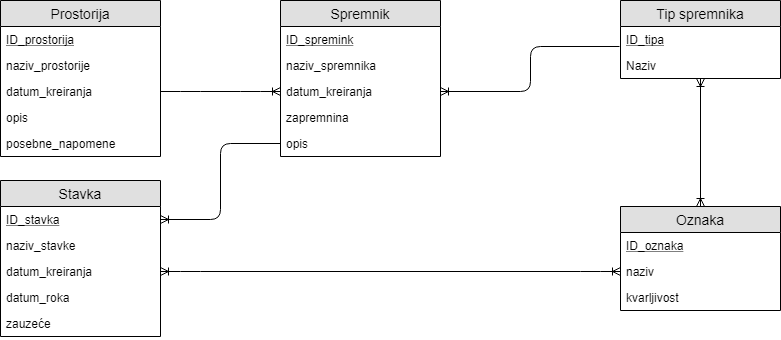 Prostorija
ID_prostorija
naziv_prostorije
datum_kreiranja
opis
posebne_napomene
Spremnik
ID_spremink
naziv_spremnika
datum_kreiranja
zapremnina
opis
Tip spremnika
ID_tipa
Naziv
Stavka
ID_stavka
naziv_stavke
datum_kreiranja
datum_roka
zauzeće
Oznaka
ID_oznaka
naziv
kvarljivost